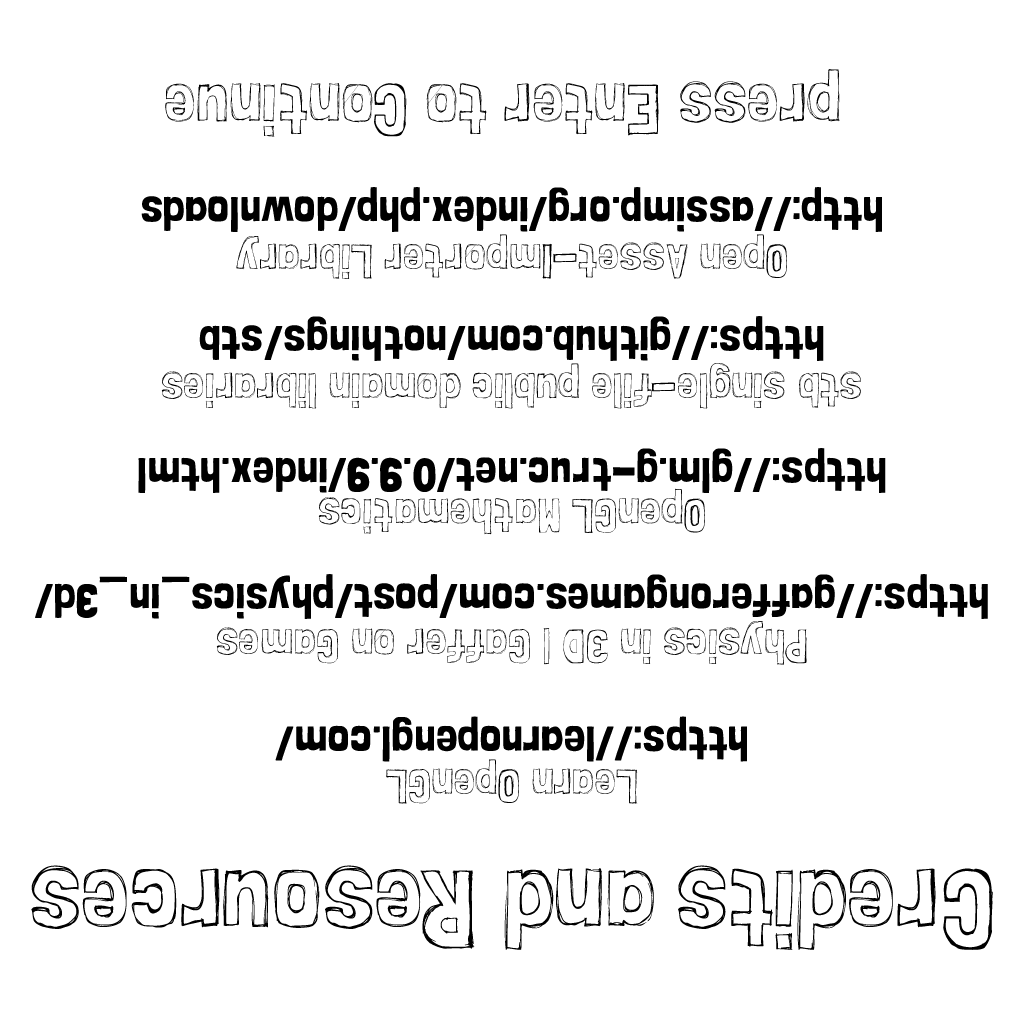 Credits and Resources
Learn OpenGL
https://learnopengl.com/
Physics in 3D | Gaffer on Games
https://gafferongames.com/post/physics_in_3d/
OpenGL Mathematics
https://glm.g-truc.net/0.9.9/index.html
stb single-file public domain libraries
https://github.com/nothings/stb
Open Asset-Importer Library
http://assimp.org/index.php/downloads
press Enter to Continue